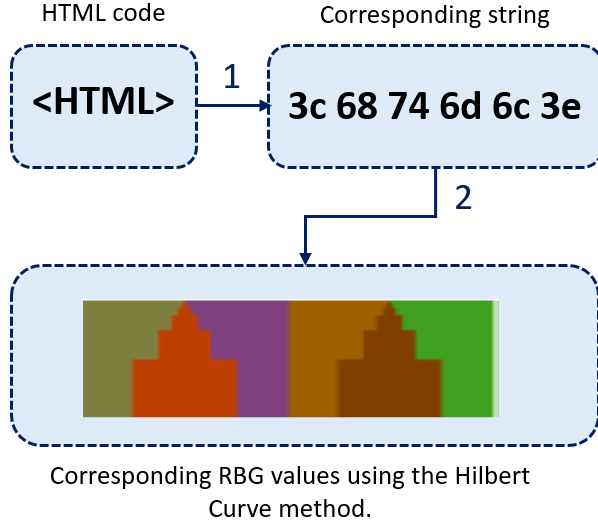 HTML code
Corresponding string
<HTML>
1
3c 68 74 6d 6c 3e
2
Corresponding RBG values using the Hilbert
Curve method.